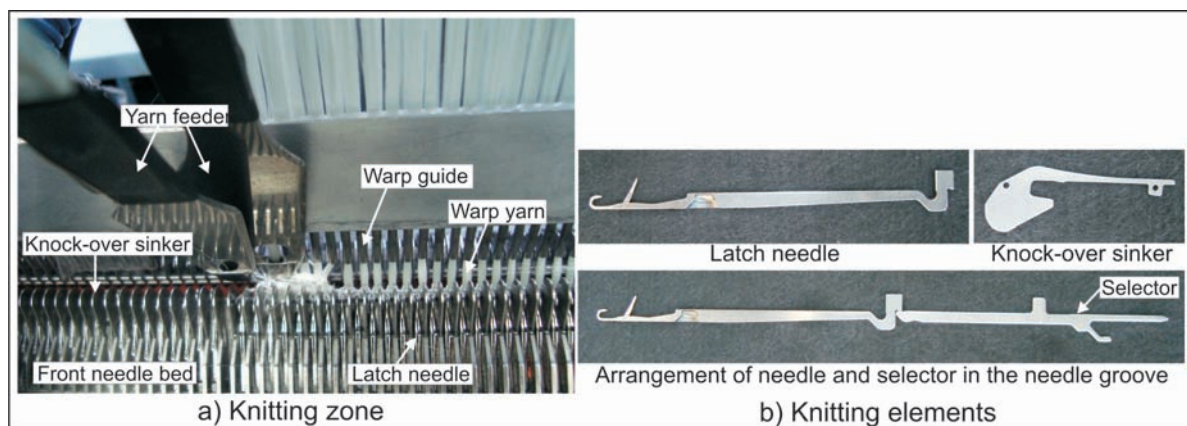 Yarn feeder
Warp guide
Warp yarn
Knock-over sinker
Front needle bed
Latch needle
a) Knitting zone
Latch needle
Knock-over sinker
Selector
Arrangement of needle and selector in the needle groove
b) Knitting elements